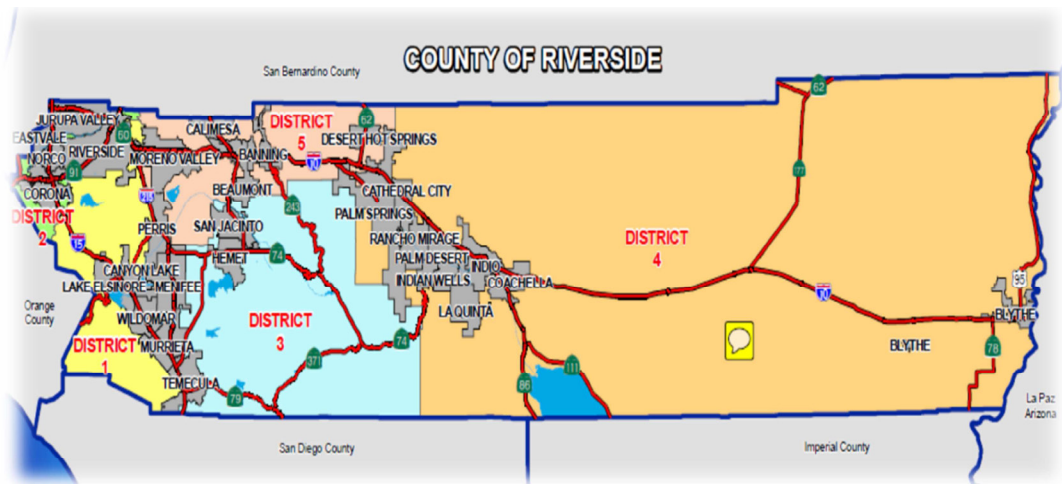 COUNTY OF RIVERSIDE
San Bernardino County
62
JURUPA VALLEY
CALIMESA
DISTRICT
5
62
EASTVALE
60
DESERT HOT SPRINGS
NORCO
RIVERSIDE
MORENO VALLEY
BANNING
10
91
CORONA
BEAUMONT
CATHEDRAL CITY
177
215
243
PALM SPRINGS
DISTRICT
2
PERRIS
SAN JACINTO
RANCHO MIRAGE
DISTRICT
4
15
HEMET
74
PALM DESERT
INDIO
CANYON LAKE
INDIAN WELLS
COACHELLA
95
LAKE ELSINORE
MENIFEE
10
Orange
County
WILDOMAR
DISTRICT
3
LA QUINTA
BLYTHE
DISTRICT
1
MURRIETA
74
BLYTHE
78
371
TEMECULA
111
86
79
La Paz
Arizona
San Diego County
Imperial County